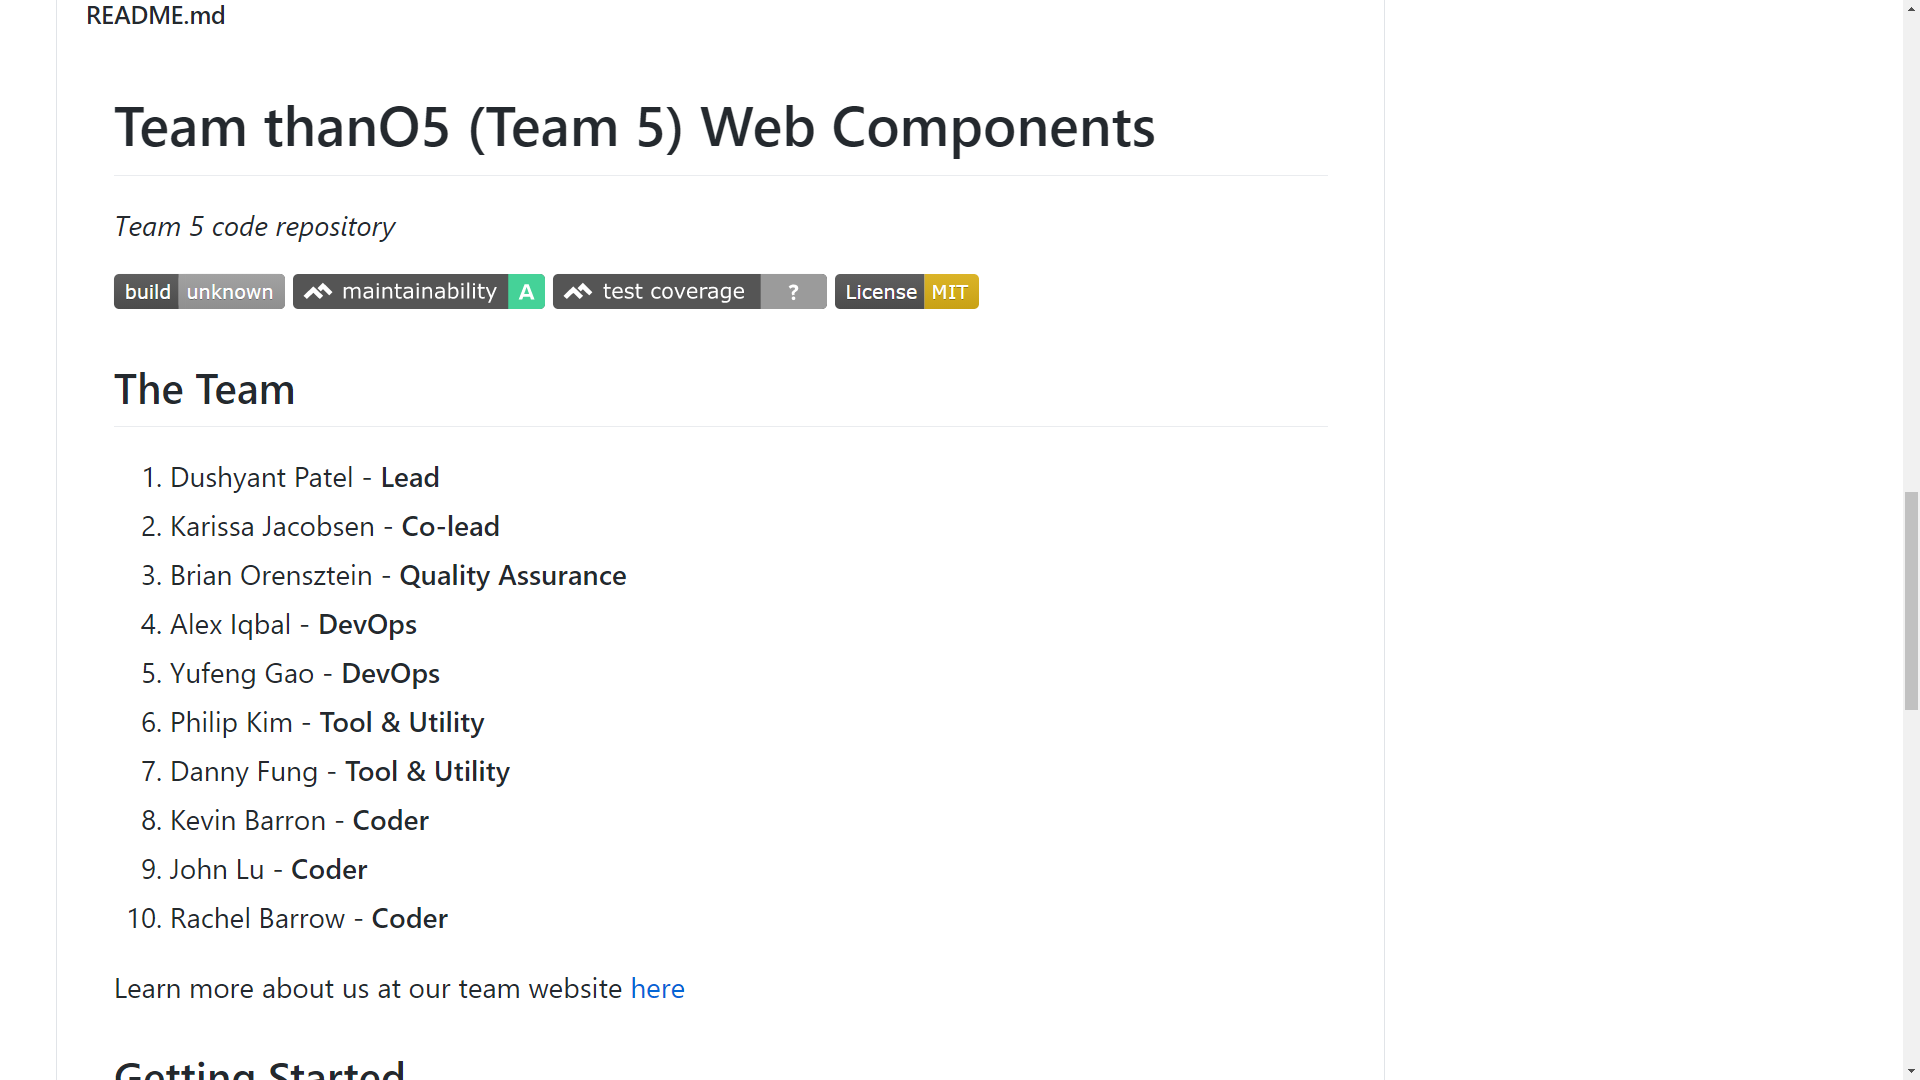 README.md
Team thanO5 (Team 5) Web Components
Team 5 code repository
build unknown maintainability A test coverage ? License MIT
The Team
1. Dushyant Patel - Lead
2. Karissa Jacobsen - Co-lead
3. Brian Orensztein - Quality Assurance
4. Alex Iqbal - DevOps
5. Yufeng Gao - DevOps
6. Philip Kim - Tool & Utility
7. Danny Fung - Tool & Utility
8. Kevin Barron - Coder
9. John Lu - Coder
10. Rachel Barrow - Coder
Learn more about us at our team website here
Getting Started